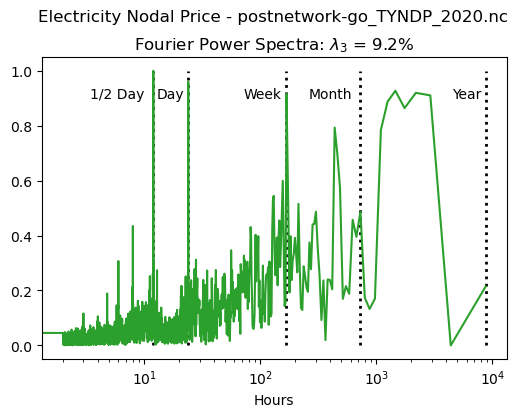 Electricity Nodal Price - postnetwork-go_TYNDP_2020.nc
Fourier Power Spectra: λ₃ = 9.2%
1.0
1/2 Day Day Week Month Year
0.8
0.6
0.4
0.2
0.0
10¹ 10² 10³ 10⁴
Hours